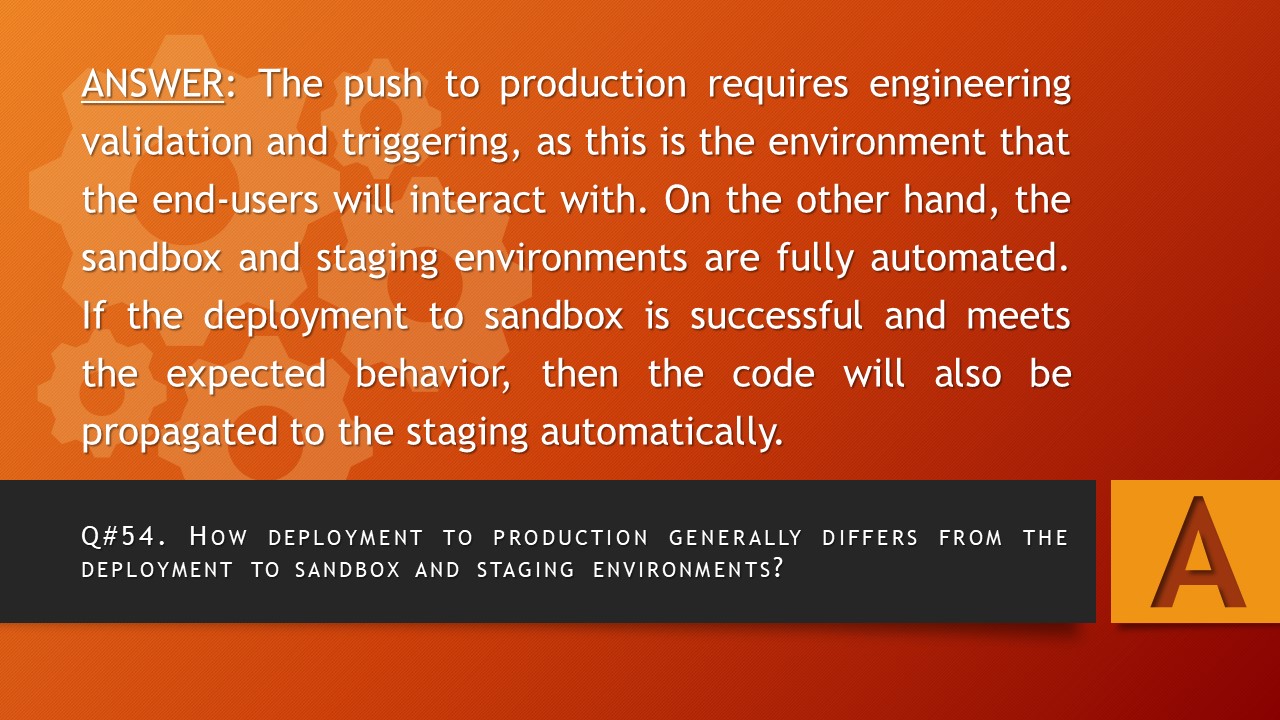 ANSWER: The push to production requires engineering
validation and triggering, as this is the environment that
the end-users will interact with. On the other hand, the
sandbox and staging environments are fully automated.
If the deployment to sandbox is successful and meets
the expected behavior, then the code will also be
propagated to the staging automatically.
Q#54. How deployment to production generally differs from the
deployment to sandbox and staging environments?
A